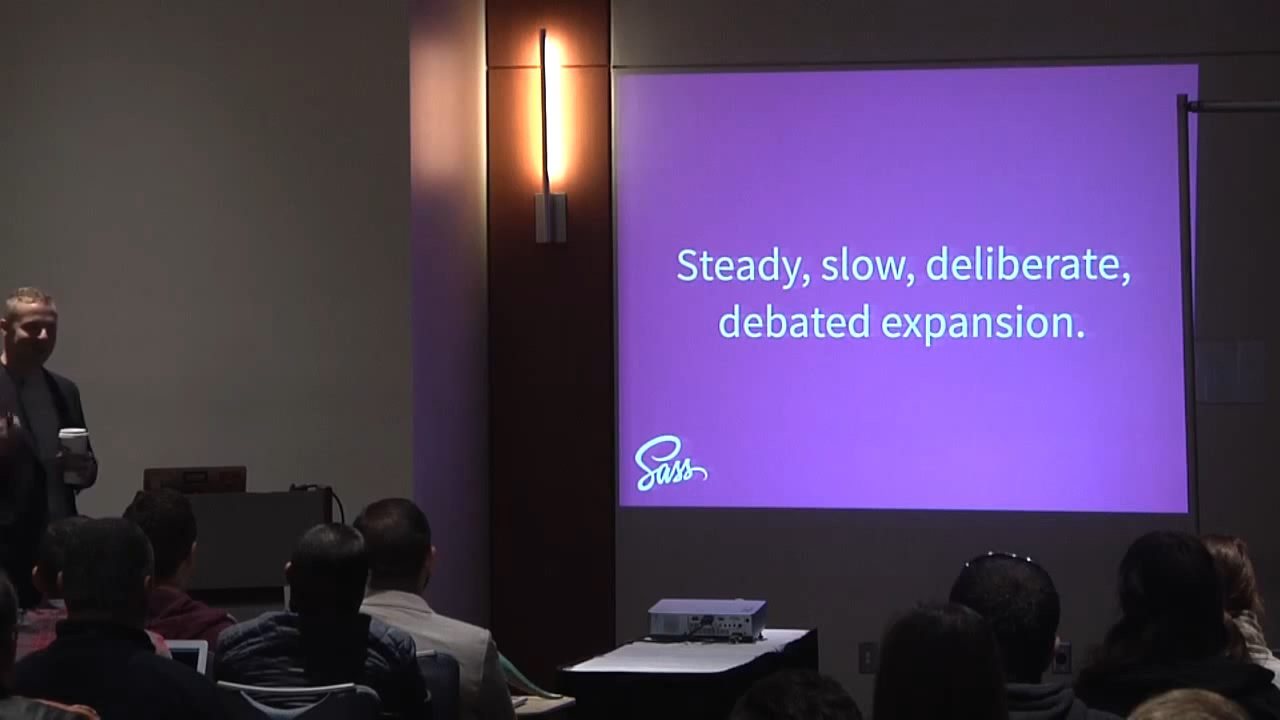 Steady, slow, deliberate,
debated expansion.
Sass